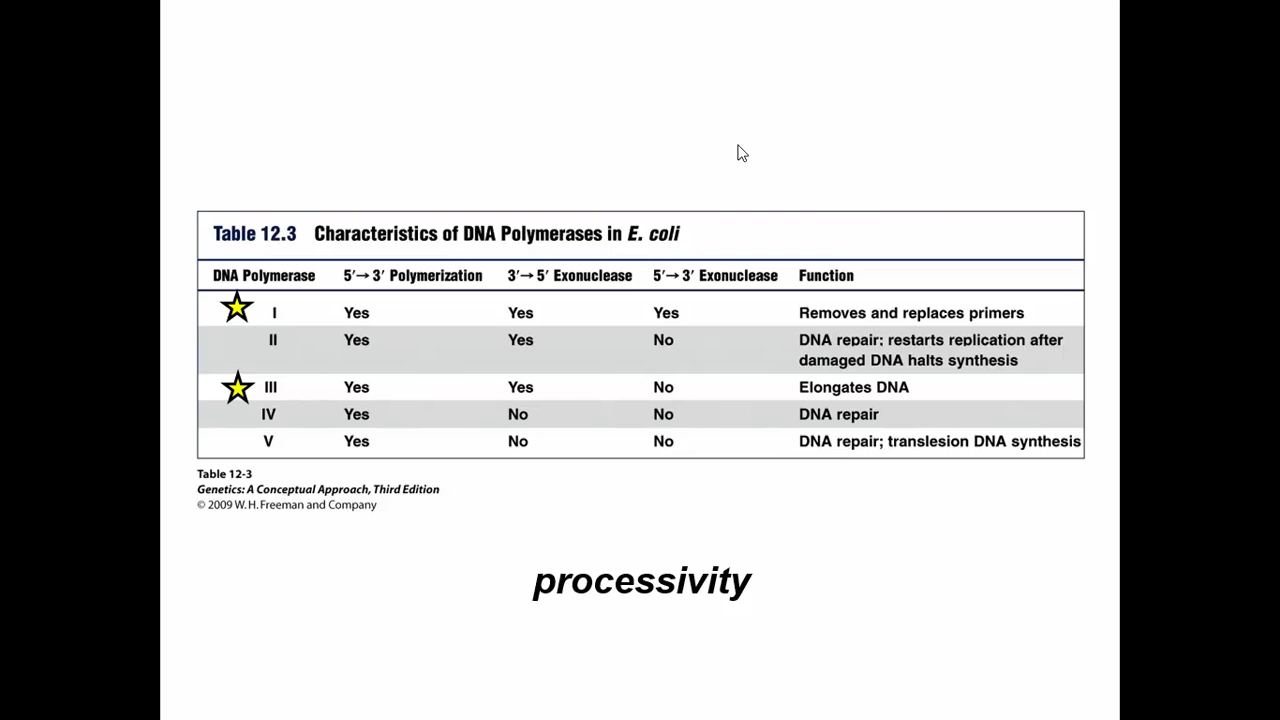 Table 12.3 Characteristics of DNA Polymerases in E. coli
DNA Polymerase 5′→3′ Polymerization 3′→5′ Exonuclease 5′→3′ Exonuclease Function
I Yes Yes Yes Removes and replaces primers
II Yes Yes No DNA repair; restarts replication after
damaged DNA halts synthesis
III Yes Yes No Elongates DNA
IV Yes No No DNA repair
V Yes No No DNA repair; translesion DNA synthesis
Table 12-3
Genetics: A Conceptual Approach, Third Edition
© 2009 W.H. Freeman and Company
processivity